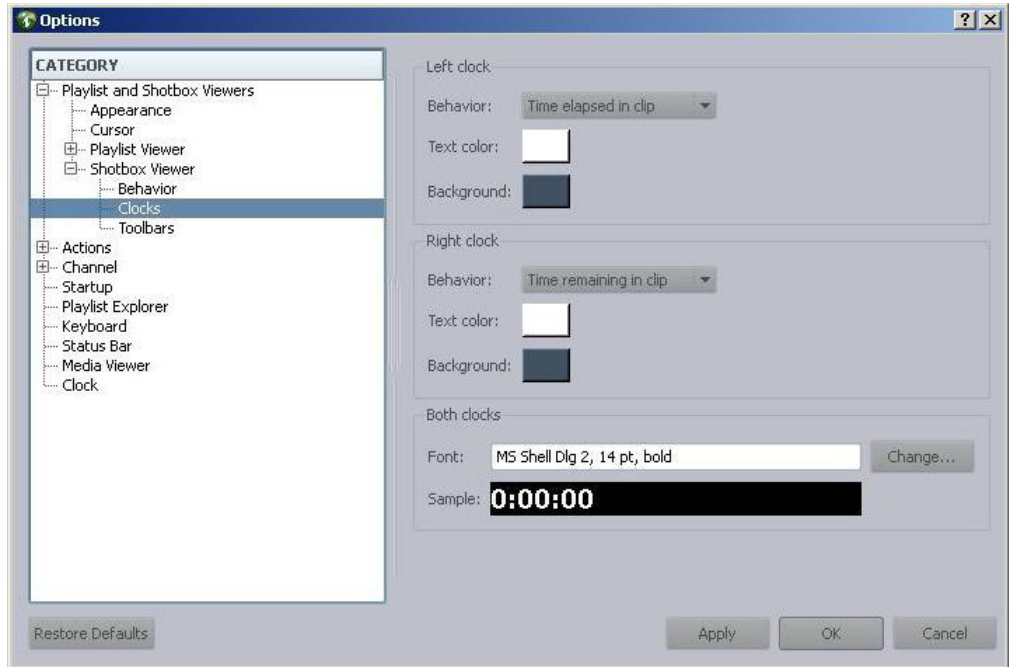 Options
CATEGORY
Playlist and Shotbox Viewers
Appearance
Cursor
Playlist Viewer
Shotbox Viewer
Behavior
Clocks
Toolbars
Actions
Channel
Startup
Playlist Explorer
Keyboard
Status Bar
Media Viewer
Clock
Left clock
Behavior: Time elapsed in clip
Text color:
Background:
Right clock
Behavior: Time remaining in clip
Text color:
Background:
Both clocks
Font: MS Shell Dlg 2, 14 pt, bold Change...
Sample: 0:00:00
Restore Defaults Apply OK Cancel